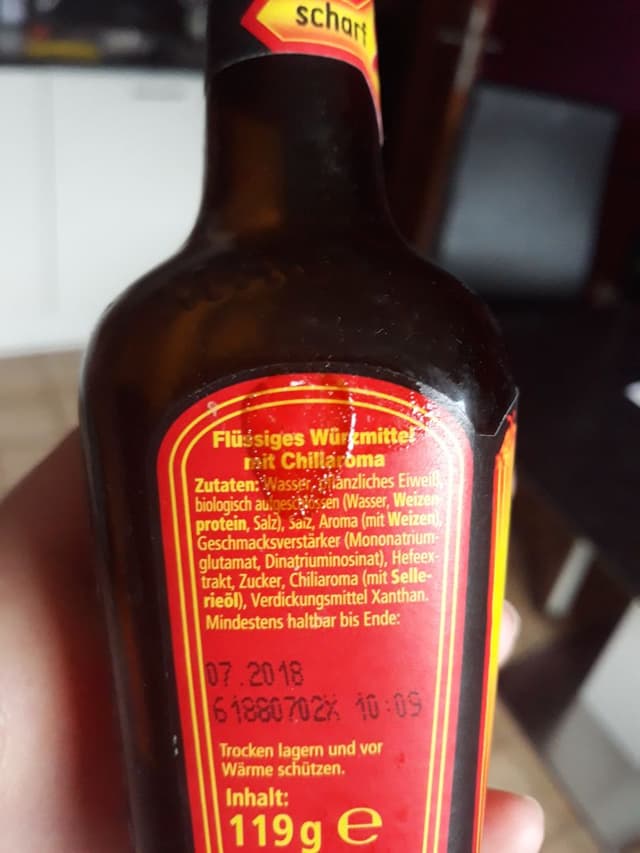 scharf
Flüssiges Würzmittel
mit Chiliaroma
Zutaten: Wasser, pflanzliches Eiweiß,
biologisch aufgeschlossen (Wasser, Weizen-
protein, Salz), Salz, Aroma (mit Weizen),
Geschmacksverstärker (Mononatrium-
glutamat, Dinatriuminosinat), Hefeex-
trakt, Zucker, Chiliaroma (mit Selle-
rieöl), Verdickungsmittel Xanthan.
Mindestens haltbar bis Ende:
07.2018
61880702X 10:09
Trocken lagern und vor
Wärme schützen.
Inhalt:
119 g e